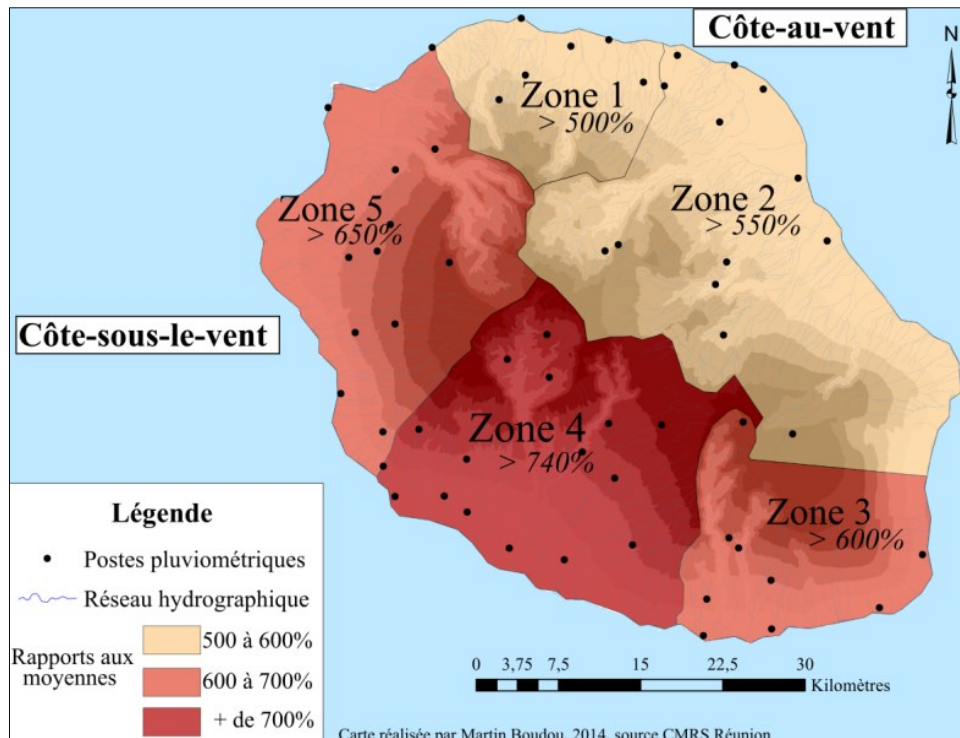 Côte-au-vent
N
Zone 1
> 500%
Zone 2
> 550%
Zone 5
> 650%
Côte-sous-le-vent
Zone 4
> 740%
Zone 3
> 600%
Légende
Postes pluviométriques
Réseau hydrographique
Rapports aux
moyennes
500 à 600%
600 à 700%
+ de 700%
0 3,75 7,5 15 22,5 30
Kilomètres
Carte réalisée par Martin Boudou, 2014, source CMRS Réunion